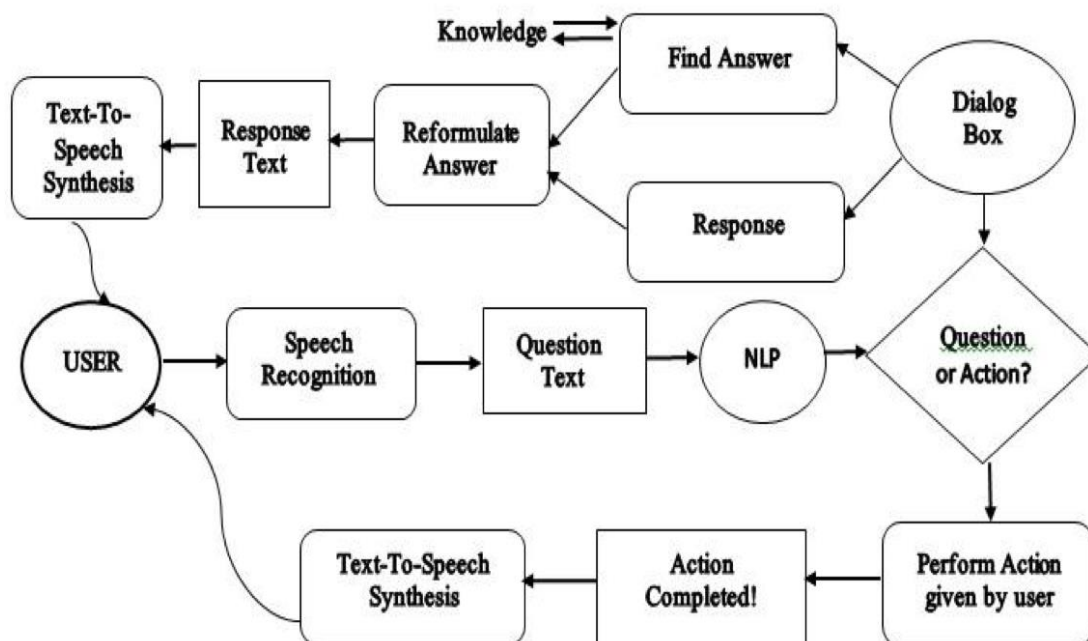 Knowledge
Find Answer
Dialog
Box
Text-To-
Speech
Synthesis
Response
Text
Reformulate
Answer
Response
USER
Speech
Recognition
Question
Text
NLP
Question
or Action?
Text-To-Speech
Synthesis
Action
Completed!
Perform Action
given by user